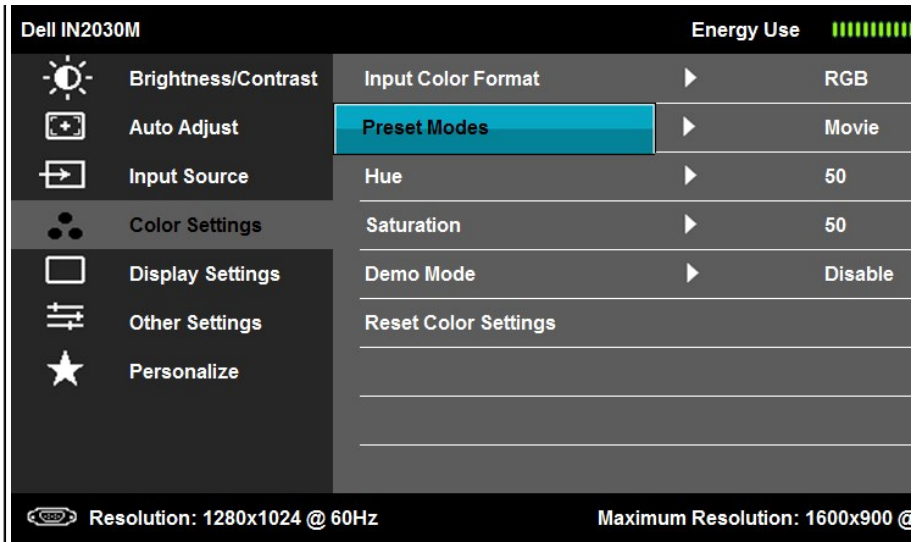 Dell IN2030M Energy Use
Brightness/Contrast Input Color Format RGB
Auto Adjust Preset Modes Movie
Input Source Hue 50
Color Settings Saturation 50
Display Settings Demo Mode Disable
Other Settings Reset Color Settings
Personalize
Resolution: 1280x1024 @ 60Hz Maximum Resolution: 1600x900 @